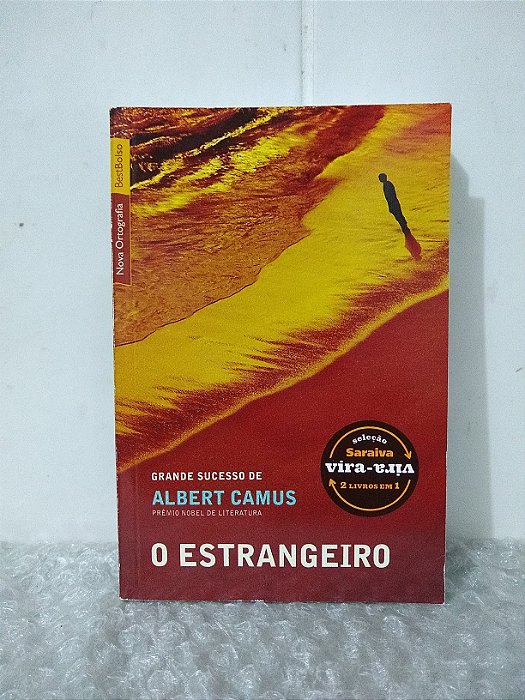 BestBolso
Nova Ortografia
seleção
Saraiva
vira-vira
2 LIVROS EM 1
GRANDE SUCESSO DE
ALBERT CAMUS
PRÊMIO NOBEL DE LITERATURA
O ESTRANGEIRO